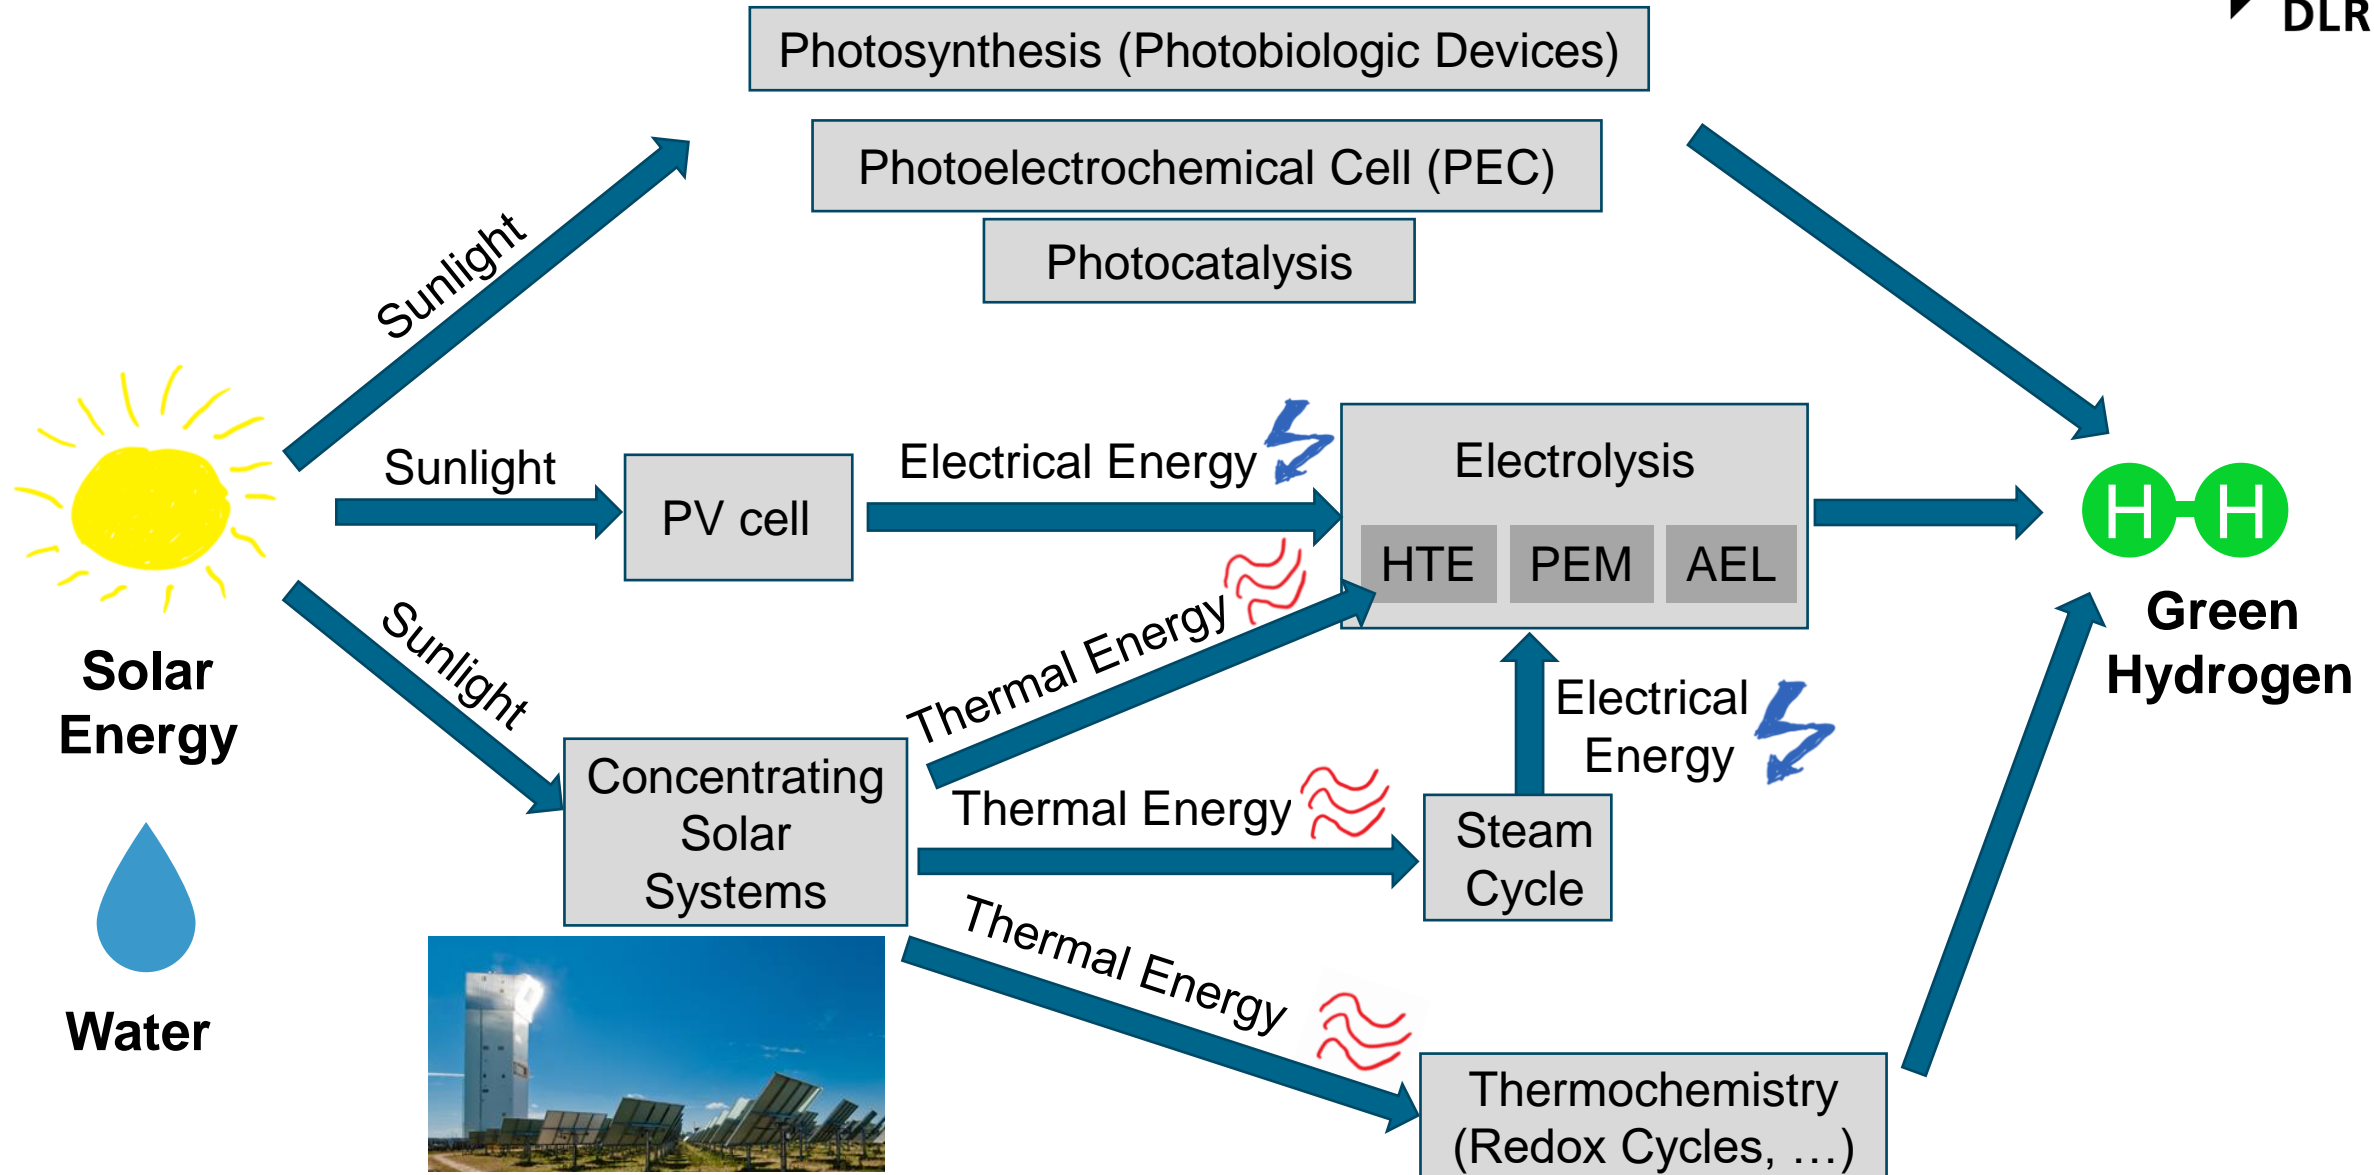 DLR
Photosynthesis (Photobiologic Devices)
Photoelectrochemical Cell (PEC)
Photocatalysis
Sunlight
Sunlight
PV cell
Electrical Energy
Electrolysis
HTE
PEM
AEL
H-H
Green
Hydrogen
Solar
Energy
Sunlight
Thermal Energy
Electrical
Energy
Concentrating
Solar
Systems
Thermal Energy
Steam
Cycle
Water
Thermal Energy
Thermochemistry
(Redox Cycles, …)